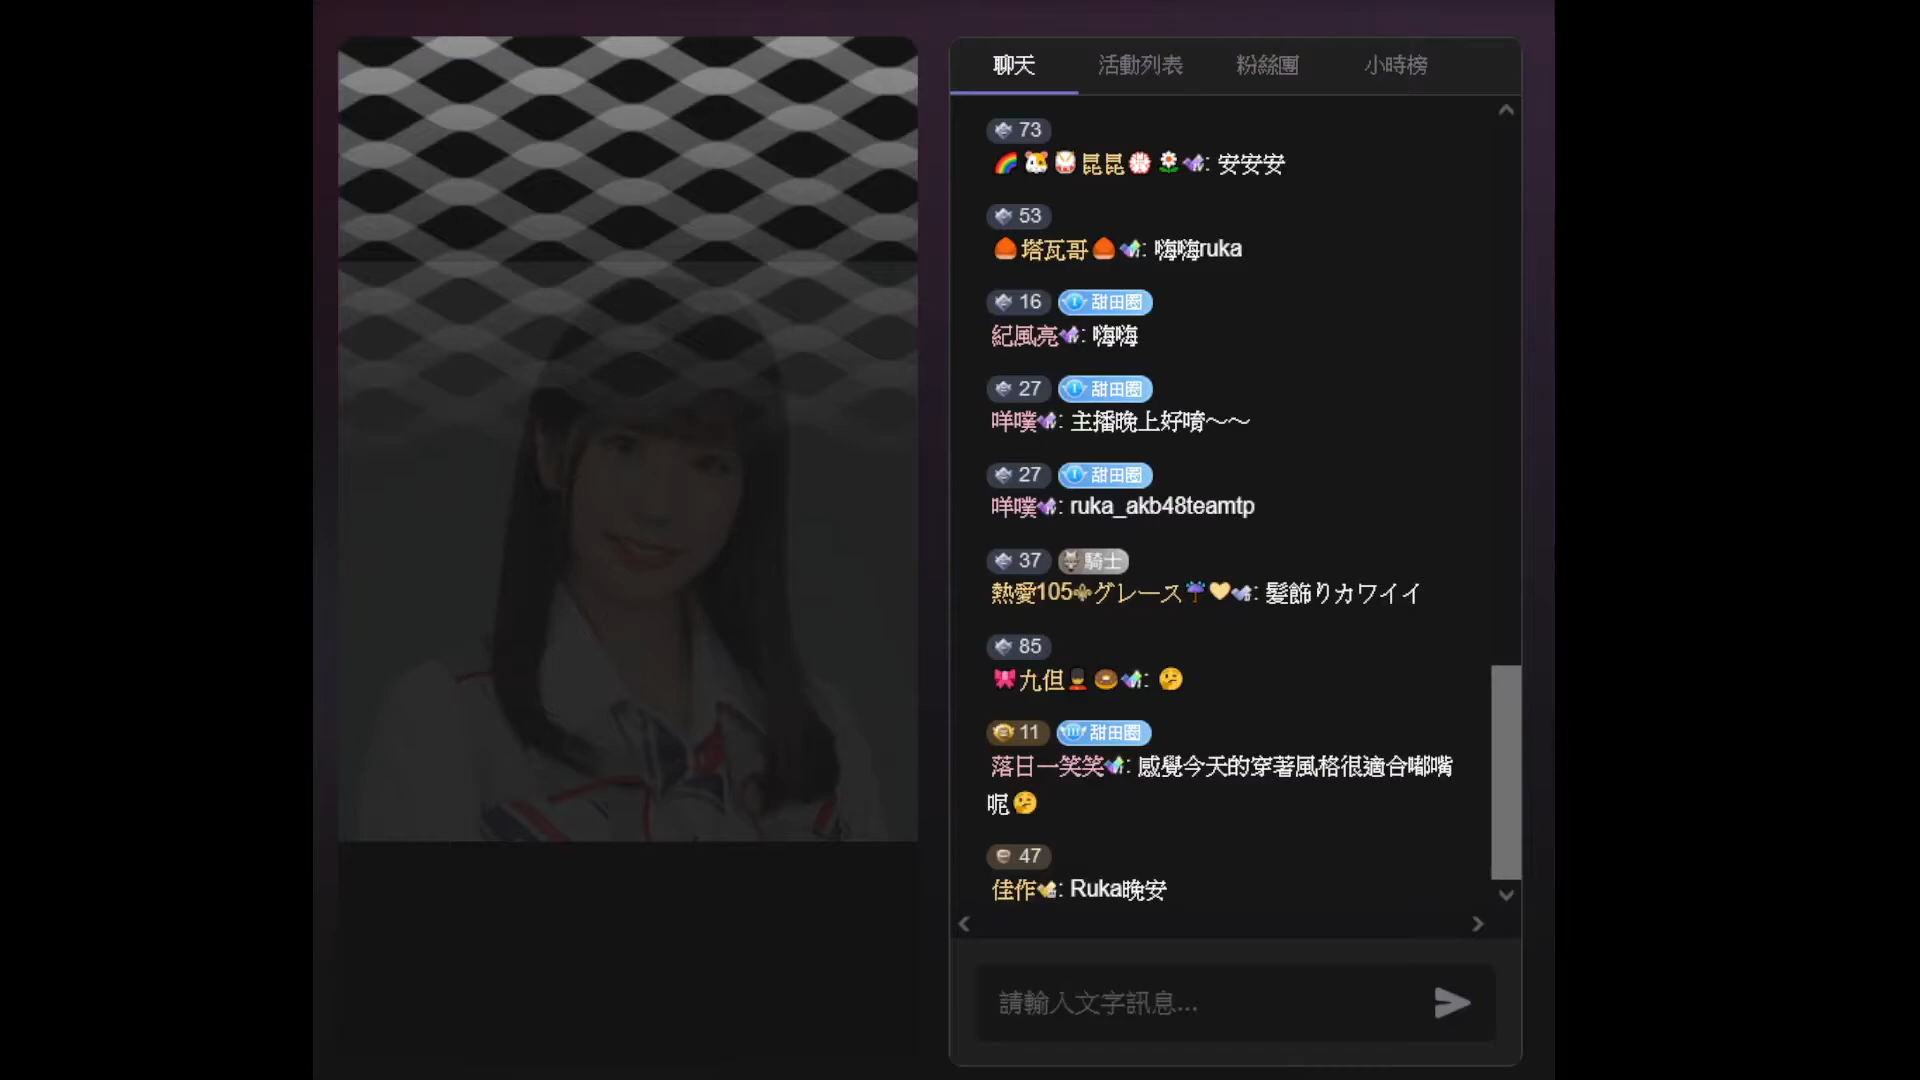 聊天 活動列表 粉絲團 小時榜
73
🌈🐹🥁昆昆🪭🌼: 安安安
53
🌰塔瓦哥🌰: 嗨嗨ruka
16 I 甜田圈
紀風亮: 嗨嗨
27 I 甜田圈
咩噗: 主播晚上好唷～～
27 I 甜田圈
咩噗: ruka_akb48teamtp
37 騎士
熱愛105⚜グレース☔💛: 髪飾りカワイイ
85
🎀九但💂🍩: 🤔
11 III 甜田圈
落日一笑笑: 感覺今天的穿著風格很適合嘟嘴
呢🤔
47
佳作: Ruka晚安
請輸入文字訊息...